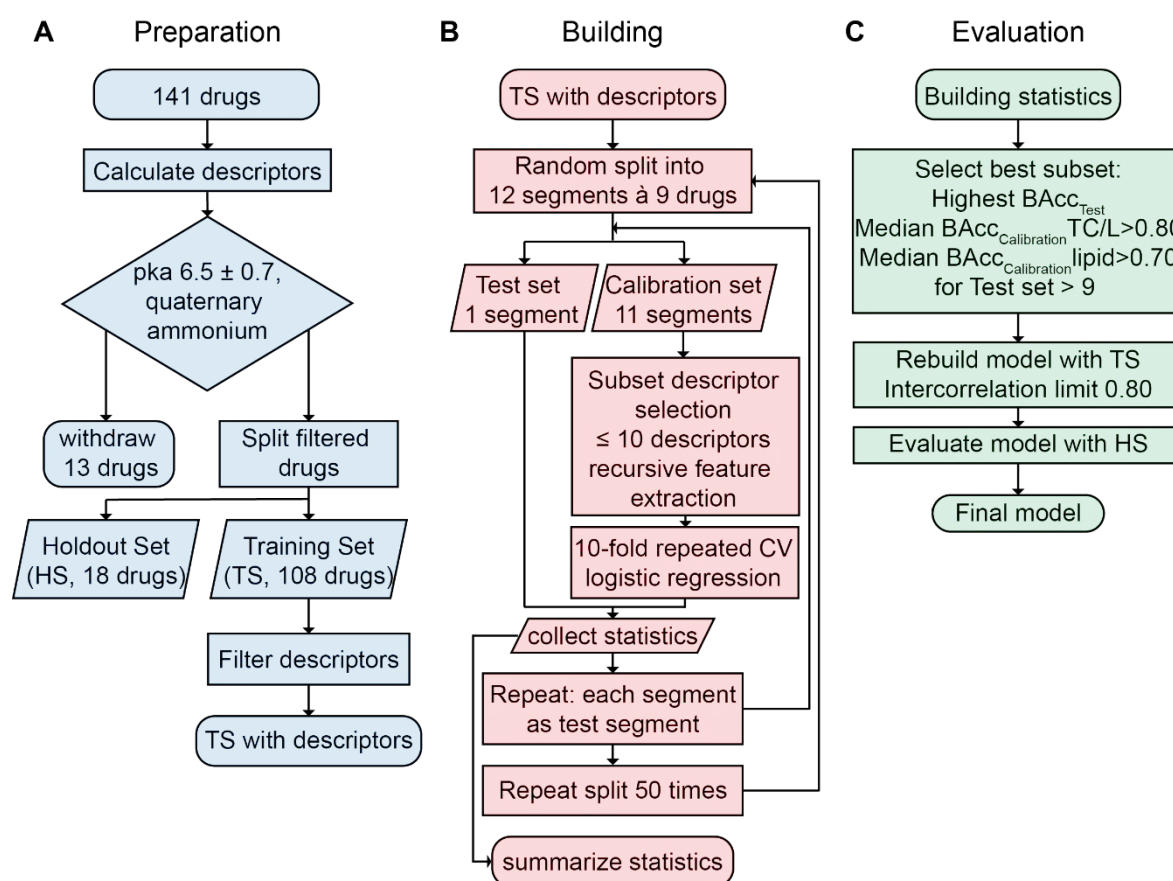 A Preparation
141 drugs
Calculate descriptors
pka 6.5 ± 0.7,
quaternary
ammonium
withdraw
13 drugs
Split filtered
drugs
Holdout Set
(HS, 18 drugs)
Training Set
(TS, 108 drugs)
Filter descriptors
TS with descriptors
B Building
TS with descriptors
Random split into
12 segments à 9 drugs
Test set
1 segment
Calibration set
11 segments
Subset descriptor
selection
≤ 10 descriptors
recursive feature
extraction
10-fold repeated CV
logistic regression
collect statistics
Repeat: each segment
as test segment
Repeat split 50 times
summarize statistics
C Evaluation
Building statistics
Select best subset:
Highest BAccTest
Median BAccCalibrationTC/L>0.80
Median BAccCalibrationlipid>0.70
for Test set > 9
Rebuild model with TS
Intercorrelation limit 0.80
Evaluate model with HS
Final model